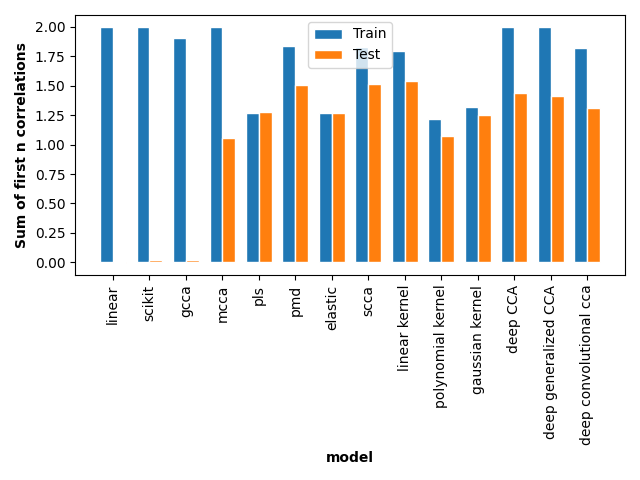 Sum of first n correlations
2.00
1.75
1.50
1.25
1.00
0.75
0.50
0.25
0.00
Train
Test
linear
scikit
gcca
mcca
pls
pmd
elastic
scca
linear kernel
polynomial kernel
gaussian kernel
deep CCA
deep generalized CCA
deep convolutional cca
model